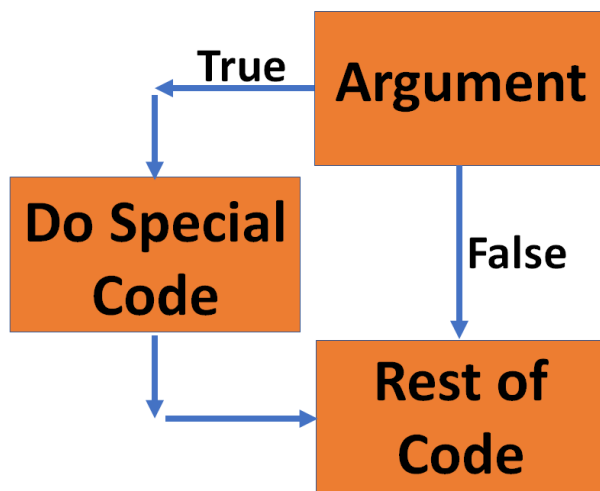 True
Argument
Do Special
Code
False
Rest of
Code